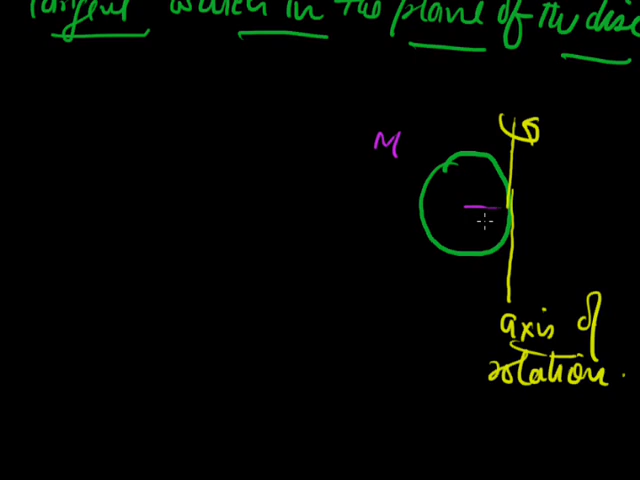 tangent which in the plane of the disc
M
axis of
rotation.